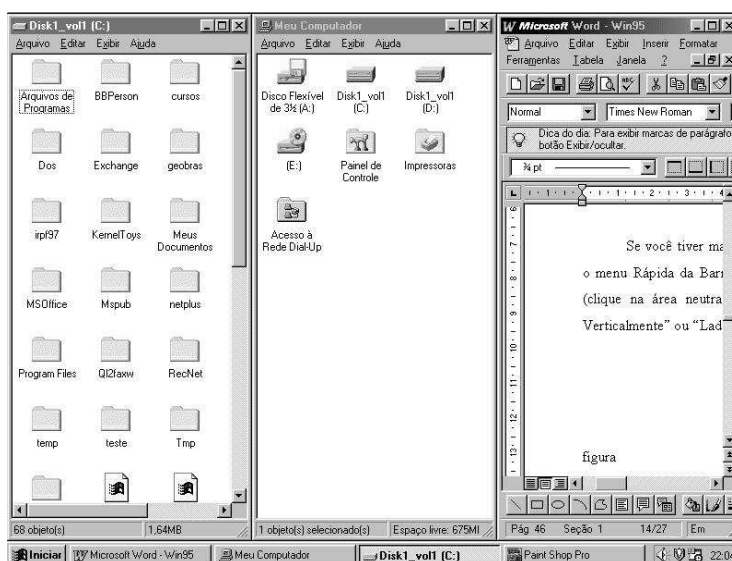 Disk1_vol1 (C:)
Arquivo Editar Exibir Ajuda
Arquivos de
Programas
BBPerson
cursos
Dos
Exchange
geobras
irpf97
KernelToys
Meus
Documentos
MSOffice
Mspub
netplus
Program Files
QI2faxw
RecNet
temp
teste
Tmp
68 objeto(s)
1,64MB
Meu Computador
Arquivo Editar Exibir Ajuda
Disco Flexível
de 3½ (A:)
Disk1_vol1
(C:)
Disk1_vol1
(D:)
(E:)
Painel de
Controle
Impressoras
Acesso à
Rede Dial-Up
1 objeto(s) selecionado(s)
Espaço livre: 675M
Microsoft Word - Win95
Arquivo Editar Exibir Inserir Formatar
Ferramentas Tabela Janela ?
Normal
Times New Roman
Dica do dia: Para exibir marcas de parágrafo
botão Exibir/ocultar.
¾ pt
Se você tiver ma
o menu Rápida da Barr
(clique na área neutra
Verticalmente” ou “Lad
figura
Pág 46 Seção 1 14/27 Em
Iniciar
Microsoft Word - Win95
Meu Computador
Disk1_vol1 (C:)
Paint Shop Pro
22:04